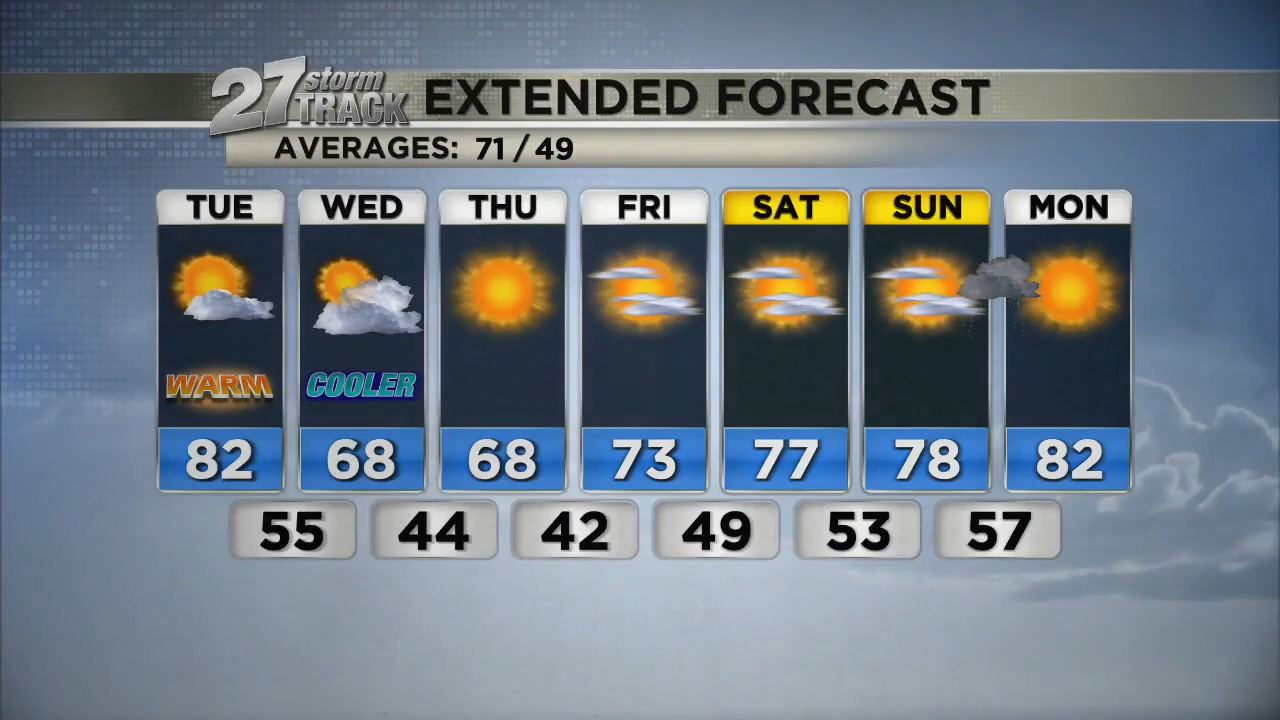 27 storm TRACK EXTENDED FORECAST
AVERAGES: 71 / 49
TUE WED THU FRI SAT SUN MON
WARM COOLER
82 68 68 73 77 78 82
55 44 42 49 53 57